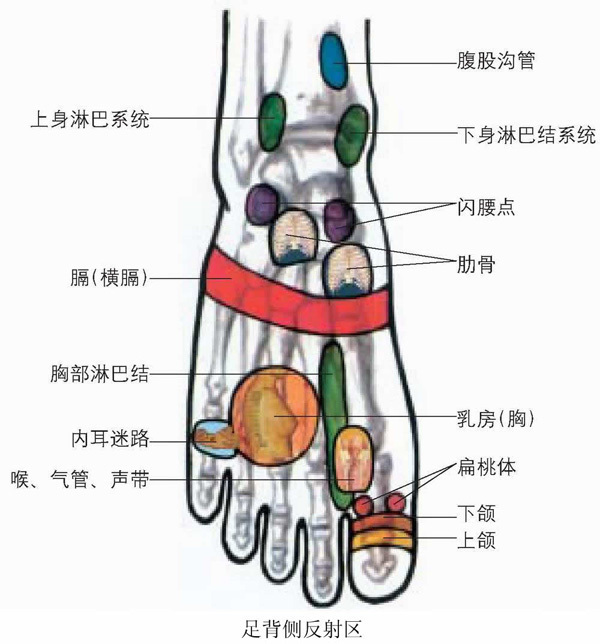 腹股沟管
上身淋巴系统
下身淋巴结系统
闪腰点
肋骨
膈(横膈)
胸部淋巴结
乳房(胸)
内耳迷路
扁桃体
喉、气管、声带
下颌
上颌
足背侧反射区